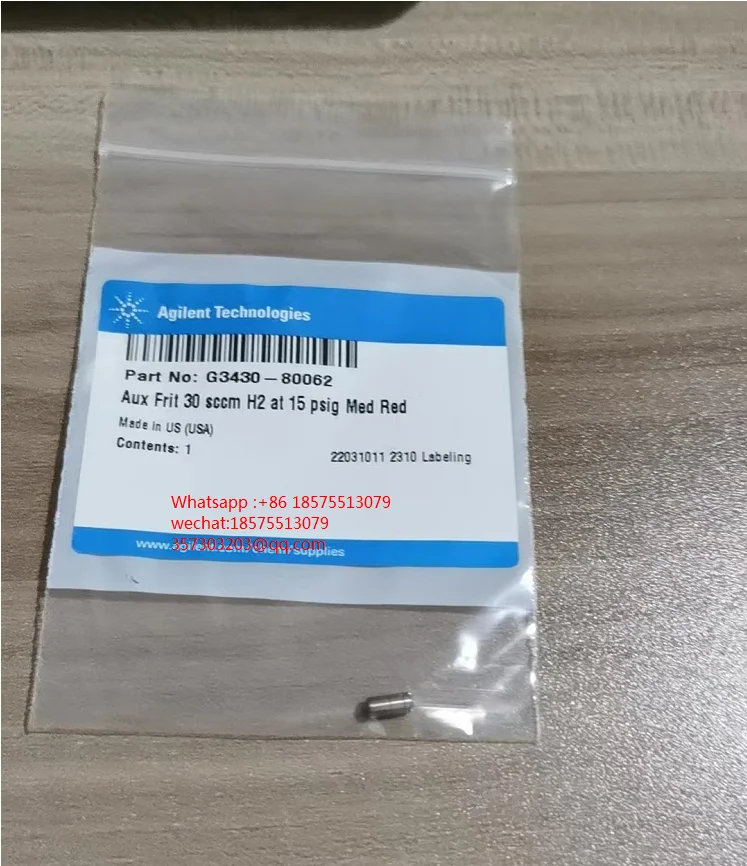 Agilent Technologies
Part No: G3430-80062
Aux Frit 30 sccm H2 at 15 psig Med Red
Made in US (USA)
Contents: 1
22031011 2310 Labeling
Whatsapp :+86 18575513079
wechat:18575513079
357303203@qq.com
www. supplies